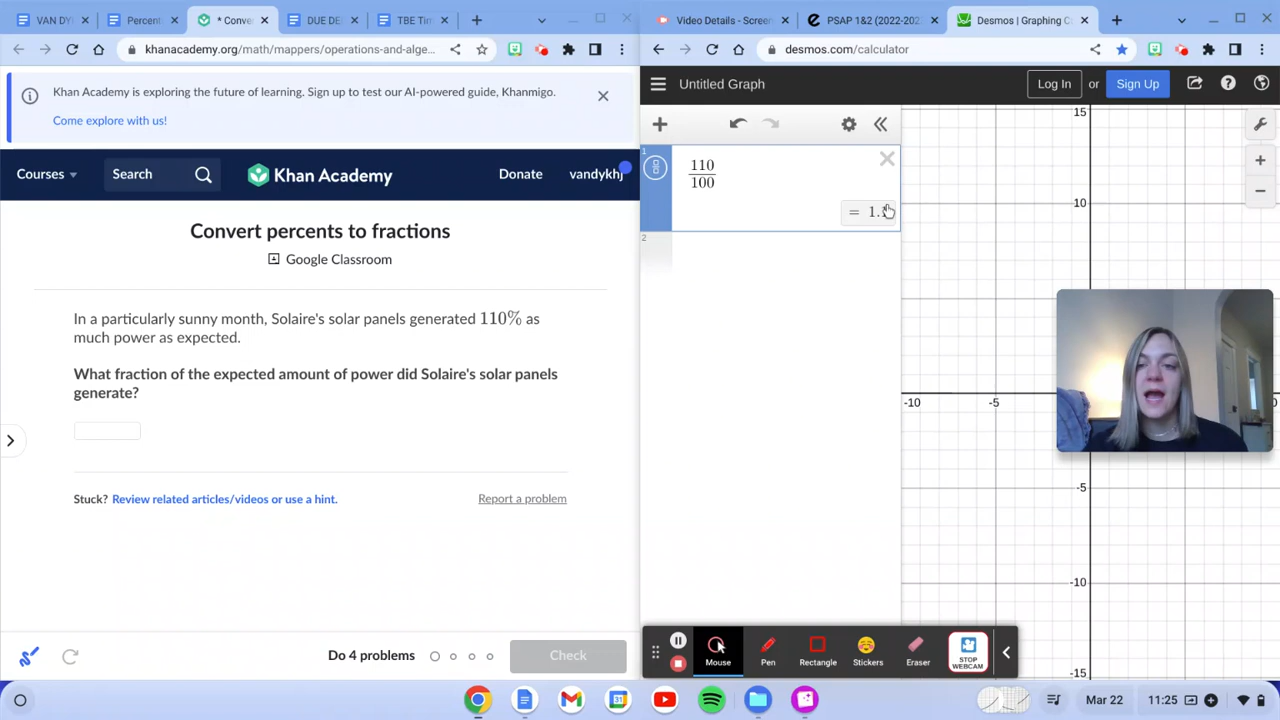 VAN DY
Percent
* Conve
DUE DE
TBE Tin
Video Details - Screen
PSAP 1&2 (2022-202
Desmos | Graphing C
khanacademy.org/math/mappers/operations-and-alge...
desmos.com/calculator
Khan Academy is exploring the future of learning. Sign up to test our AI-powered guide, Khanmigo.
Come explore with us!
Courses
Search
Khan Academy
Donate
vandykhj
Convert percents to fractions
Google Classroom
In a particularly sunny month, Solaire's solar panels generated 110% as
much power as expected.
What fraction of the expected amount of power did Solaire's solar panels
generate?
Stuck? Review related articles/videos or use a hint.
Report a problem
Do 4 problems
Check
Untitled Graph
Log In
or
Sign Up
1
110
100
= 1.
2
15
10
-10
-5
0
-5
-10
-15
Mouse
Pen
Rectangle
Stickers
Eraser
STOP
WEBCAM
Mar 22
11:25